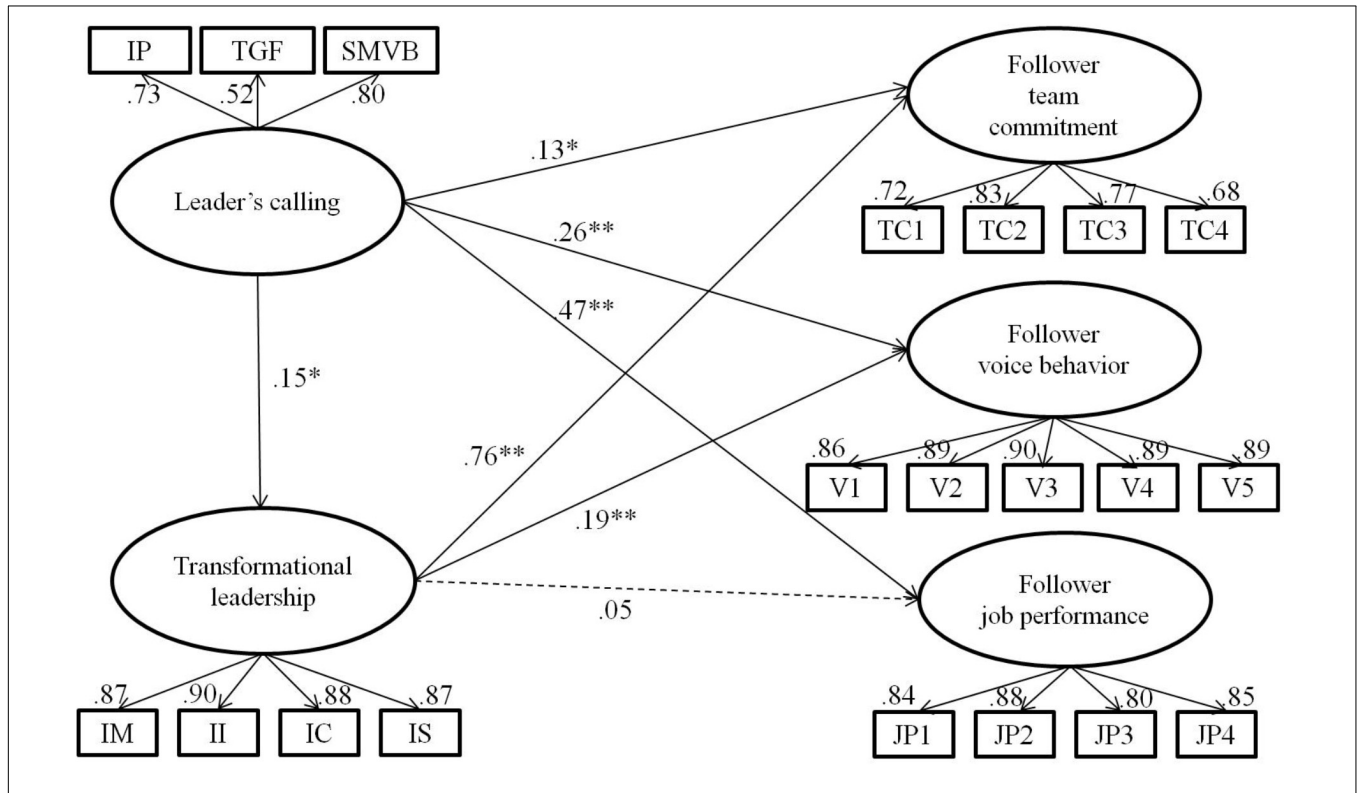 IP
TGF
SMVB
.73
.52
.80
Leader’s calling
Follower
team
commitment
.13*
.72
.83
.77
.68
TC1
TC2
TC3
TC4
.26**
.47**
Follower
voice behavior
.15*
.76**
.86
.89
.90
.89
.89
V1
V2
V3
V4
V5
.19**
Transformational
leadership
.05
Follower
job performance
.87
.90
.88
.87
IM
II
IC
IS
.84
.88
.80
.85
JP1
JP2
JP3
JP4